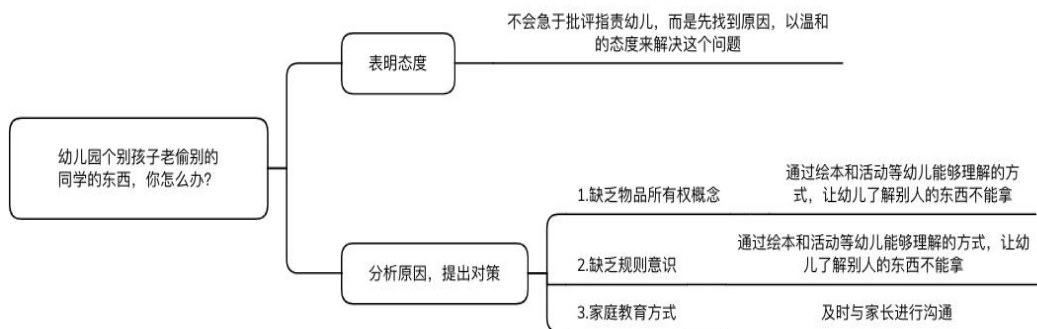 不会急于批评指责幼儿，而是先找到原因，以温和
的态度来解决这个问题
表明态度
幼儿园个别孩子老偷别的
同学的东西，你怎么办?
分析原因，提出对策
1.缺乏物品所有权概念
通过绘本和活动等幼儿能够理解的方
式，让幼儿了解别人的东西不能拿
2.缺乏规则意识
通过绘本和活动等幼儿能够理解的方式，让幼
儿了解别人的东西不能拿
3.家庭教育方式
及时与家长进行沟通